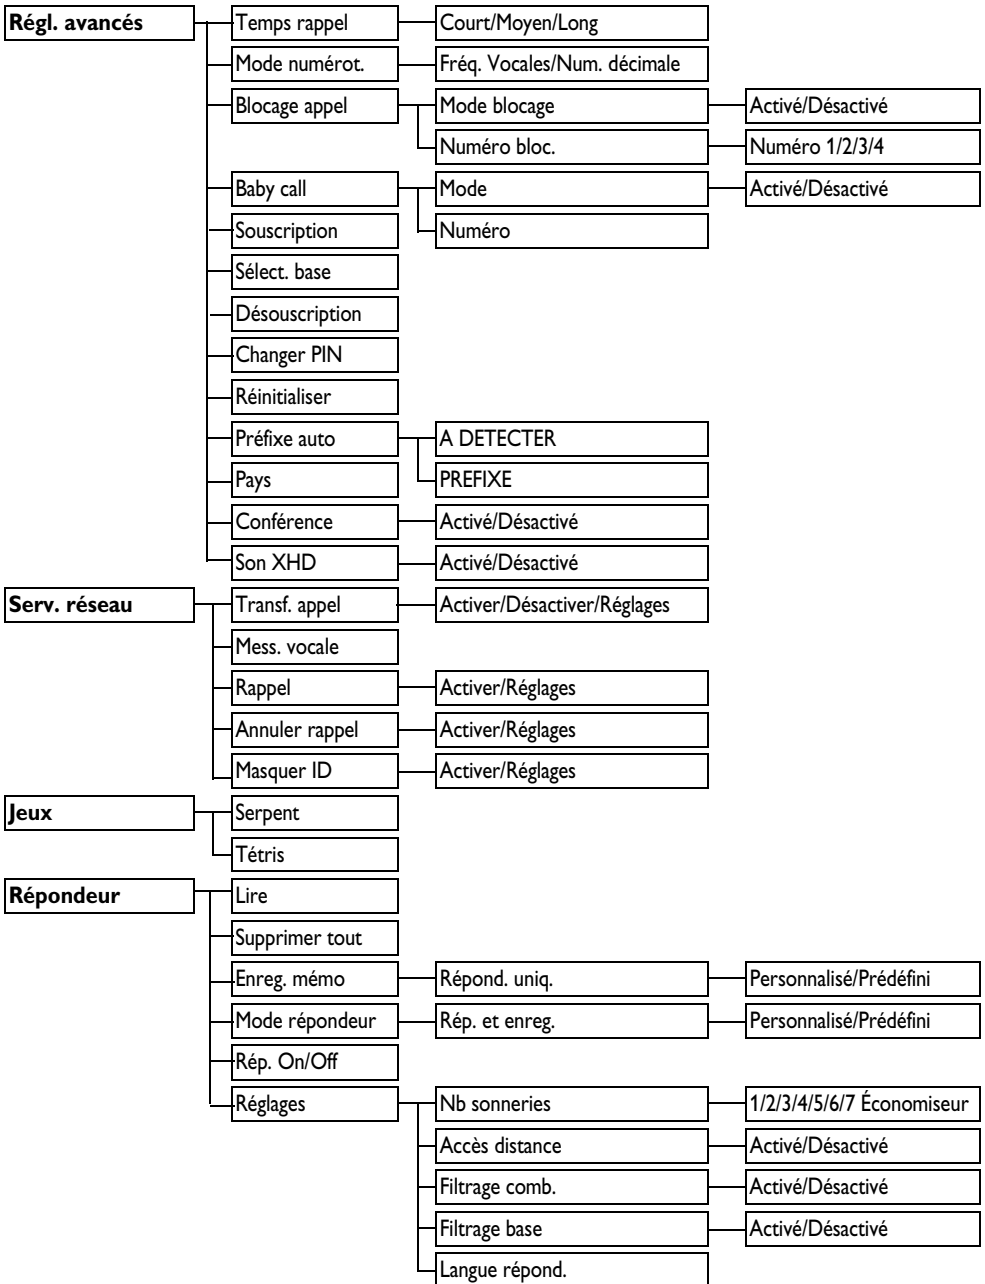 Régl. avancés Temps rappel Court/Moyen/Long
Mode numérot. Fréq. Vocales/Num. décimale
Blocage appel Mode blocage Activé/Désactivé
Numéro bloc. Numéro 1/2/3/4
Baby call Mode Activé/Désactivé
Souscription Numéro
Sélect. base
Désouscription
Changer PIN
Réinitialiser
Préfixe auto A DETECTER
Pays PREFIXE
Conférence Activé/Désactivé
Son XHD Activé/Désactivé
Serv. réseau Transf. appel Activer/Désactiver/Réglages
Mess. vocale
Rappel Activer/Réglages
Annuler rappel Activer/Réglages
Masquer ID Activer/Réglages
Jeux Serpent
Tétris
Répondeur Lire
Supprimer tout
Enreg. mémo Répond. uniq. Personnalisé/Prédéfini
Mode répondeur Rép. et enreg. Personnalisé/Prédéfini
Rép. On/Off
Réglages Nb sonneries 1/2/3/4/5/6/7 Économiseur
Accès distance Activé/Désactivé
Filtrage comb. Activé/Désactivé
Filtrage base Activé/Désactivé
Langue répond.